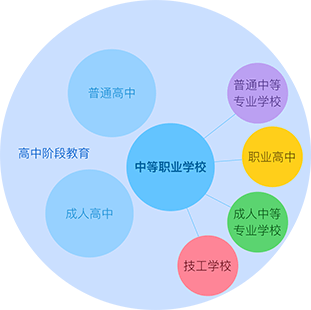 普通高中
普通中等
专业学校
高中阶段教育
中等职业学校
职业高中
成人高中
成人中等
专业学校
技工学校